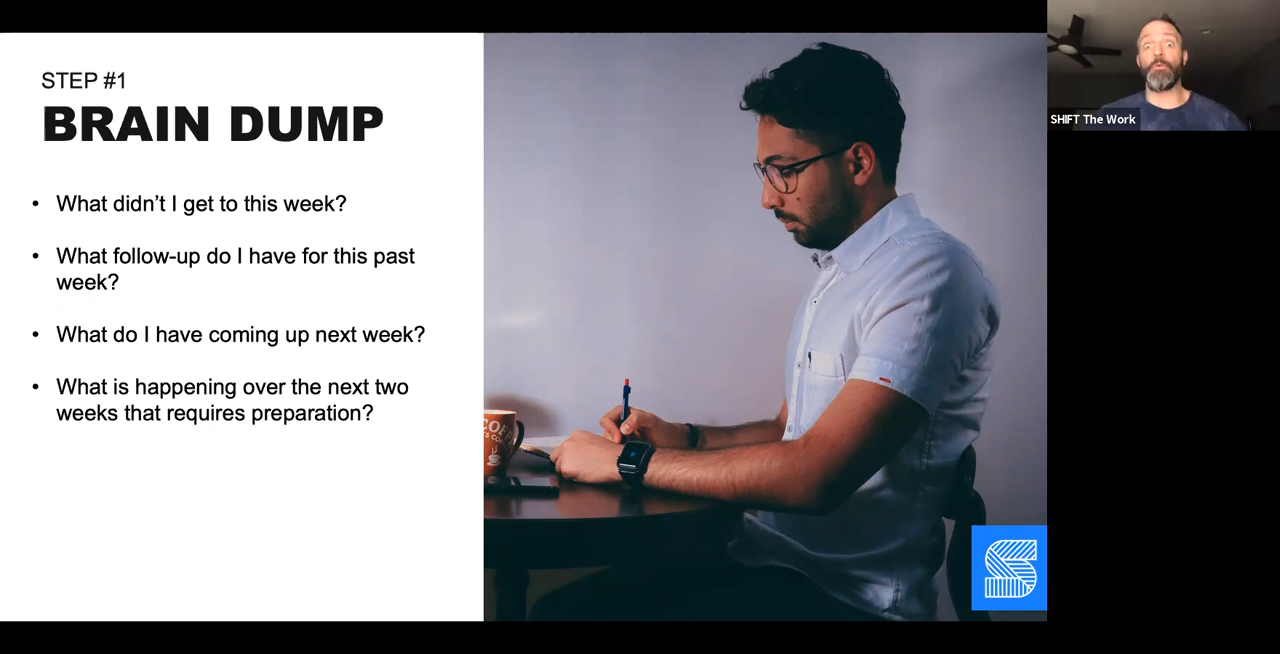 STEP #1
BRAIN DUMP
• What didn’t I get to this week?
• What follow-up do I have for this past
week?
• What do I have coming up next week?
• What is happening over the next two
weeks that requires preparation?
SHIFT The Work
S